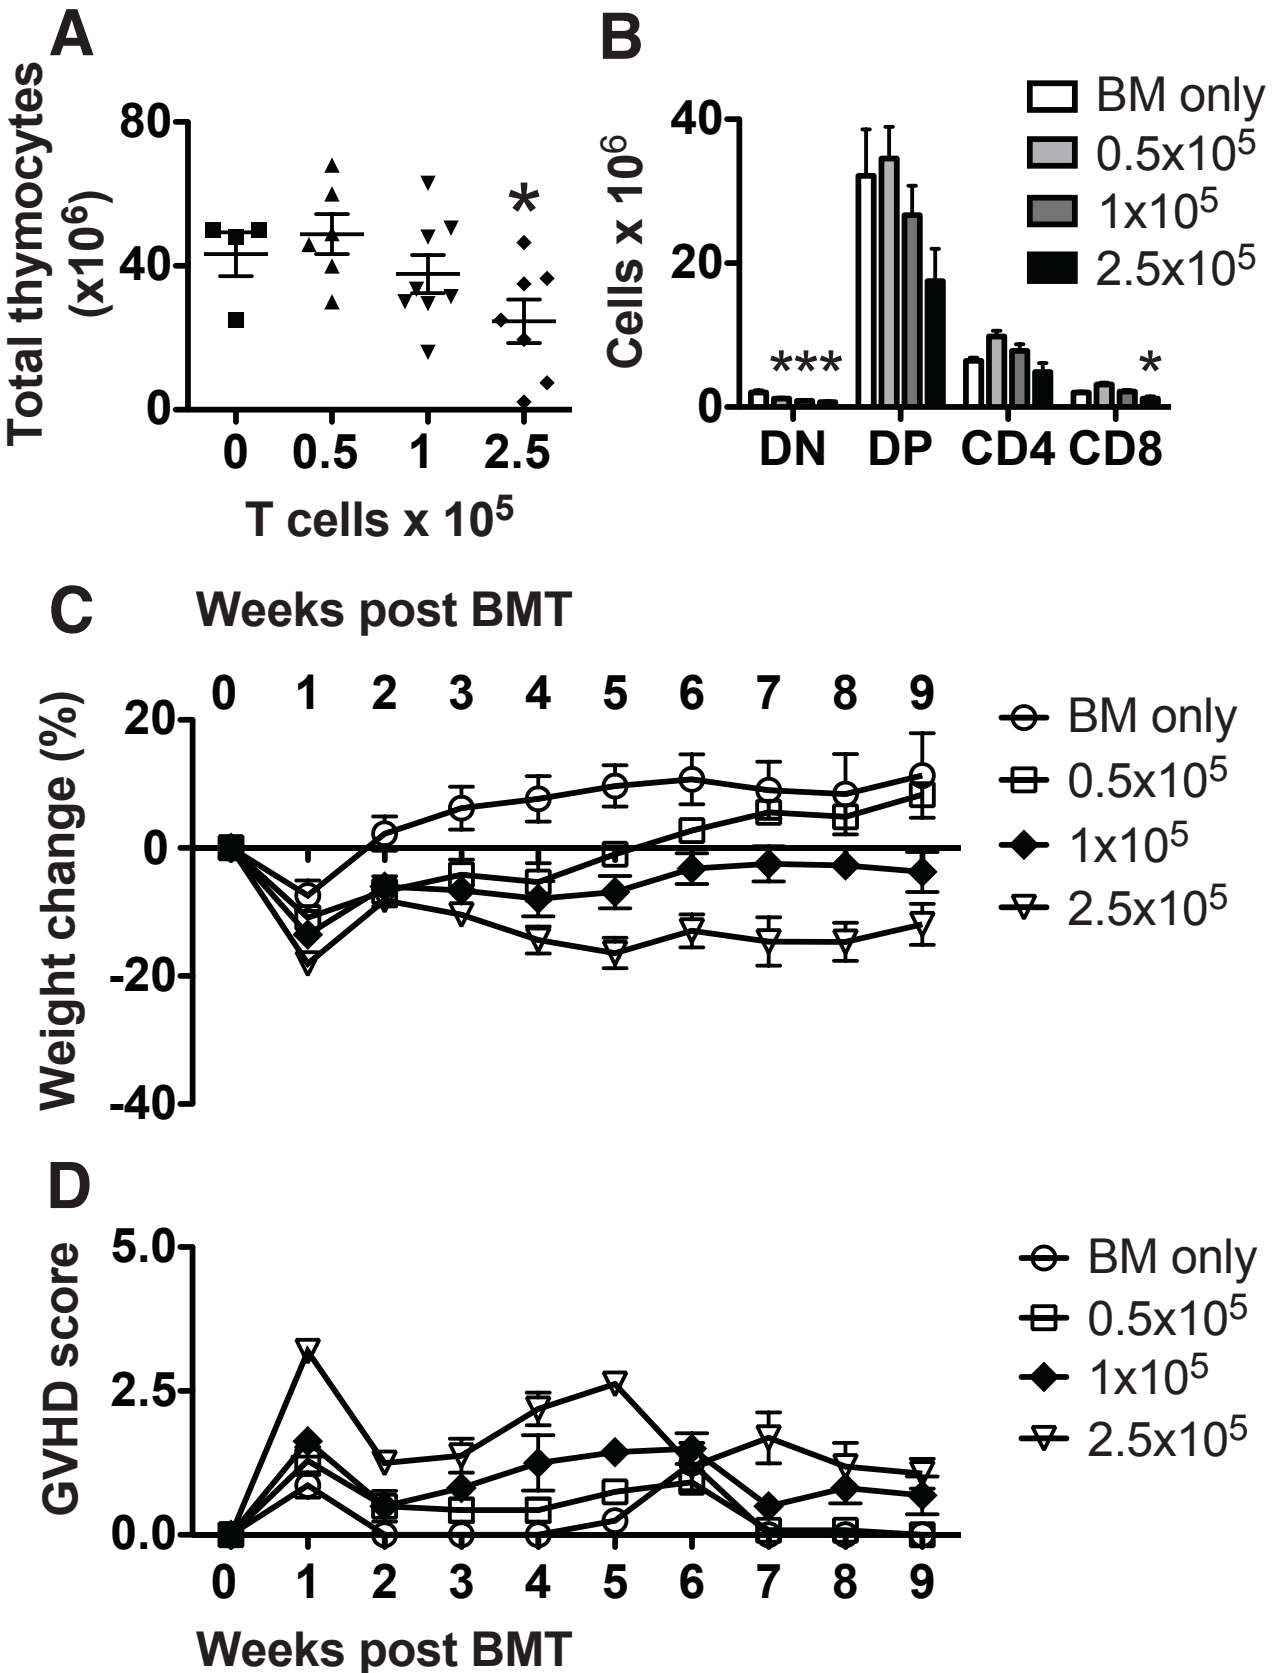 A
Total thymocytes
(x10⁶)
80
40
0
*
0 0.5 1 2.5
T cells x 10⁵
B
Cells x 10⁶
40
20
0
*** *
DN DP CD4 CD8
BM only
0.5x10⁵
1x10⁵
2.5x10⁵
C
Weeks post BMT
0 1 2 3 4 5 6 7 8 9
Weight change (%)
20
0
-20
-40
BM only
0.5x10⁵
1x10⁵
2.5x10⁵
D
GVHD score
5.0
2.5
0.0
0 1 2 3 4 5 6 7 8 9
Weeks post BMT
BM only
0.5x10⁵
1x10⁵
2.5x10⁵